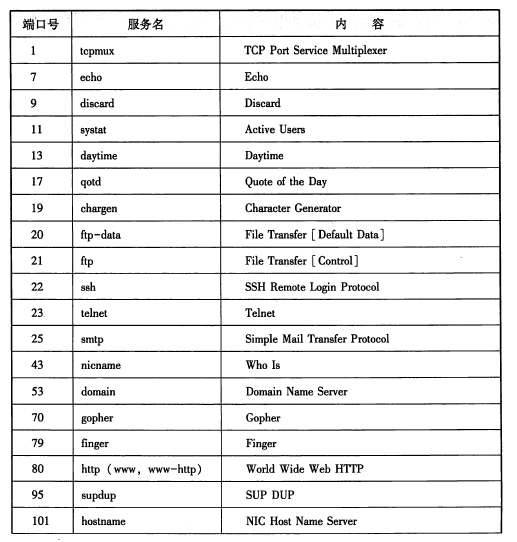 端口号 服务名 内 容
1 tcpmux TCP Port Service Multiplexer
7 echo Echo
9 discard Discard
11 systat Active Users
13 daytime Daytime
17 qotd Quote of the Day
19 chargen Character Generator
20 ftp-data File Transfer [Default Data]
21 ftp File Transfer [Control]
22 ssh SSH Remote Login Protocol
23 telnet Telnet
25 smtp Simple Mail Transfer Protocol
43 nicname Who Is
53 domain Domain Name Server
70 gopher Gopher
79 finger Finger
80 http (www, www-http) World Wide Web HTTP
95 supdup SUP DUP
101 hostname NIC Host Name Server